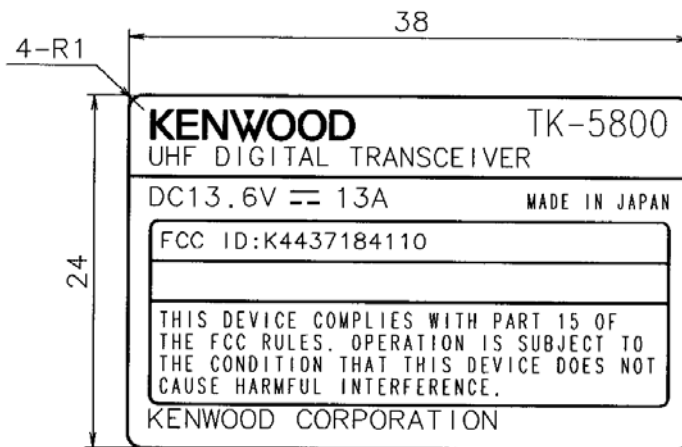 38
4-R1
24
KENWOOD TK-5800
UHF DIGITAL TRANSCEIVER
DC13.6V ⎓ 13A MADE IN JAPAN
FCC ID:K4437184110
THIS DEVICE COMPLIES WITH PART 15 OF
THE FCC RULES. OPERATION IS SUBJECT TO
THE CONDITION THAT THIS DEVICE DOES NOT
CAUSE HARMFUL INTERFERENCE.
KENWOOD CORPORATION